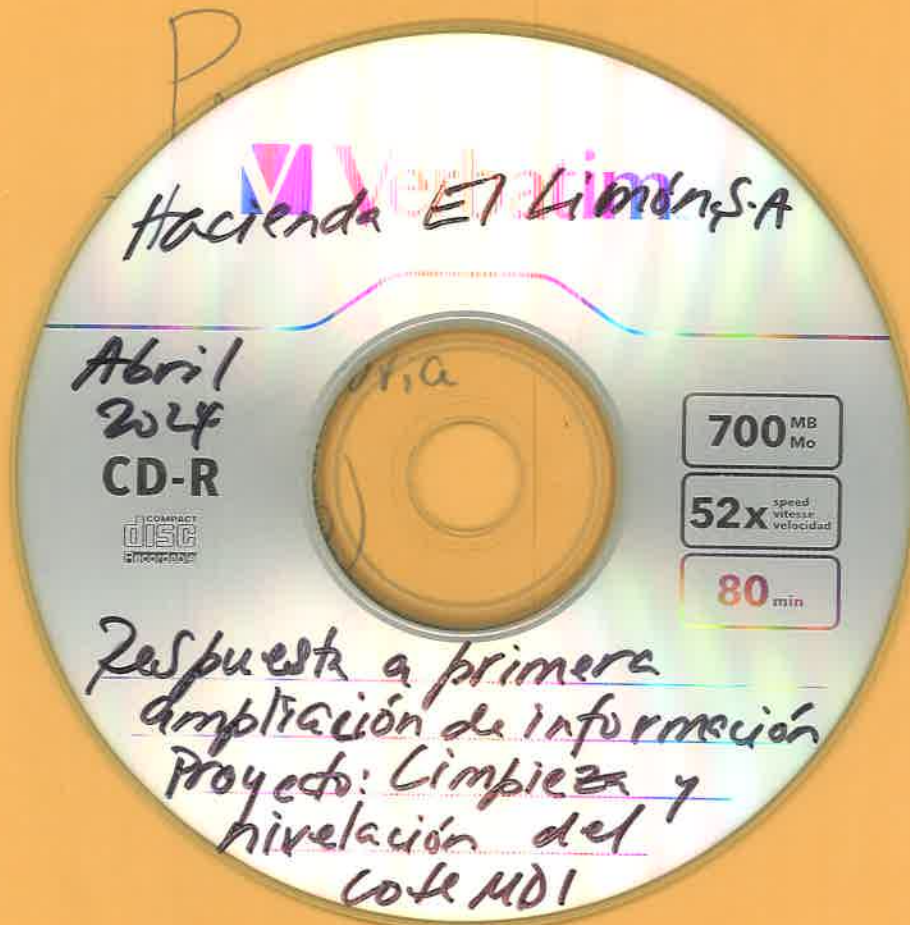 P
Verbatim
Hacienda El Limón, S.A
Abril
2024
CD-R
COMPACT
disc
Recordable
700 MB
Mo
52x speed
vitesse
velocidad
80 min
Respuesta a primera
ampliación de información
Proyecto: Limpieza y
nivelación del
Lote MD1